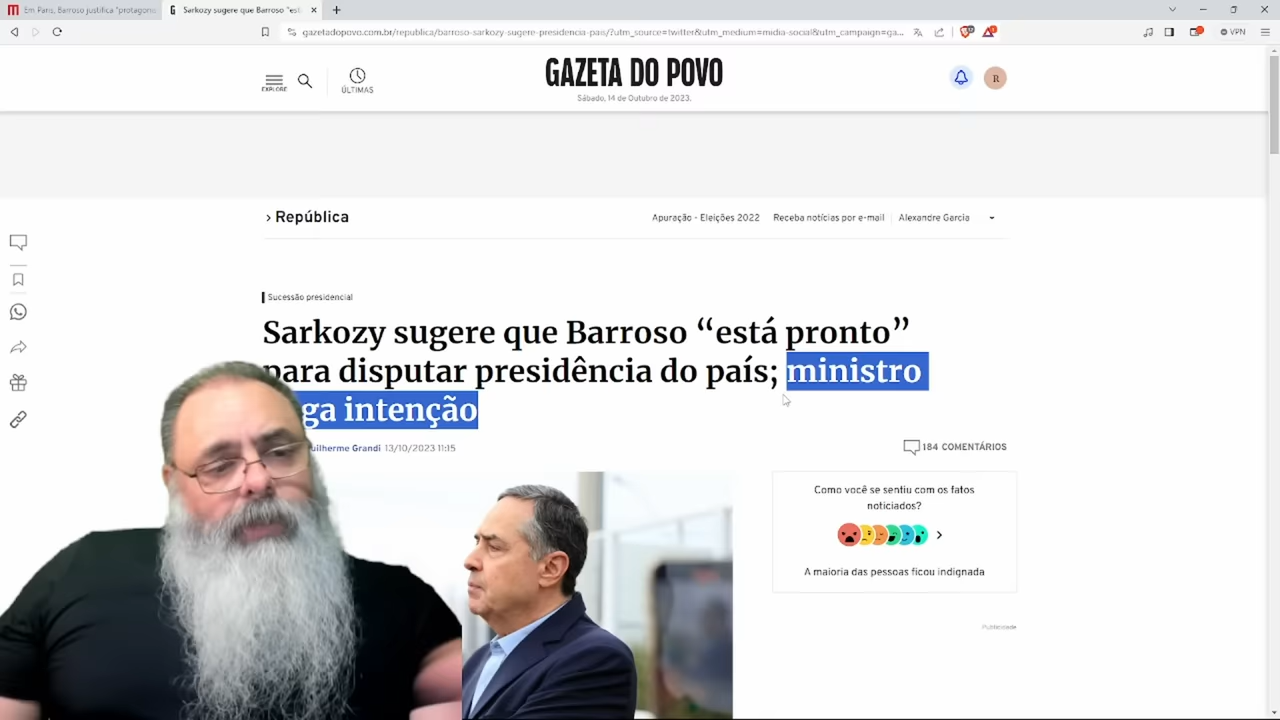 Em Paris, Barroso justifica "protagonis
Sarkozy sugere que Barroso "est
gazetadopovo.com.br/republica/barroso-sarkozy-sugere-presidencia-pais/?utm_source=twitter&utm_medium=midia-social&utm_campaign=ga...
VPN
EXPLORE
ÚLTIMAS
GAZETA DO POVO
Sábado, 14 de Outubro de 2023.
R
República
Apuração - Eleições 2022 Receba notícias por e-mail Alexandre Garcia
Sucessão presidencial
Sarkozy sugere que Barroso “está pronto”
para disputar presidência do país; ministro
ga intenção
uilherme Grandi 13/10/2023 11:15
184 COMENTÁRIOS
Como você se sentiu com os fatos
noticiados?
A maioria das pessoas ficou indignada
Publicidade